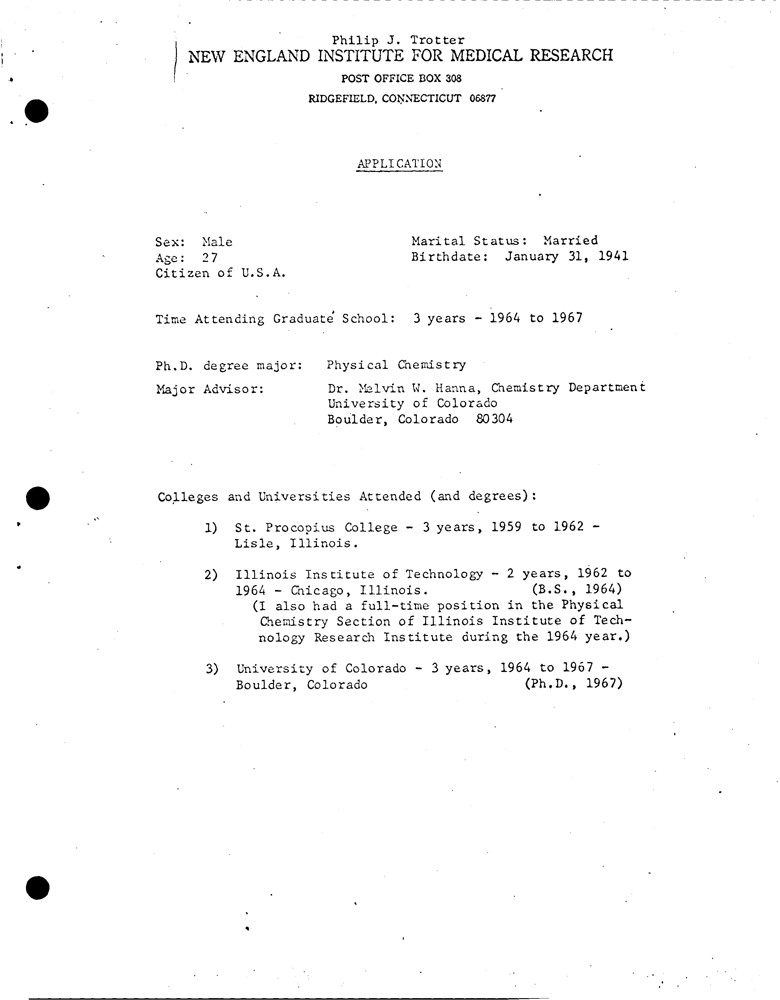 Philip J. Trotter
NEW ENGLAND INSTITUTE FOR MEDICAL RESEARCH
POST OFFICE BOX 308
RIDGEFIELD, CONNECTICUT 06877
APPLICATION
Sex: Male Marital Status: Married
Age: 27 Birthdate: January 31, 1941
Citizen of U.S.A.
Time Attending Graduate School: 3 years - 1964 to 1967
Ph.D. degree major: Physical Chemistry
Major Advisor: Dr. Melvin W. Hanna, Chemistry Department
University of Colorado
Boulder, Colorado 80304
Colleges and Universities Attended (and degrees):
1) St. Procopius College - 3 years, 1959 to 1962 -
Lisle, Illinois.
2) Illinois Institute of Technology - 2 years, 1962 to
1964 - Chicago, Illinois. (B.S., 1964)
(I also had a full-time position in the Physical
Chemistry Section of Illinois Institute of Tech-
nology Research Institute during the 1964 year.)
3) University of Colorado - 3 years, 1964 to 1967 -
Boulder, Colorado (Ph.D., 1967)